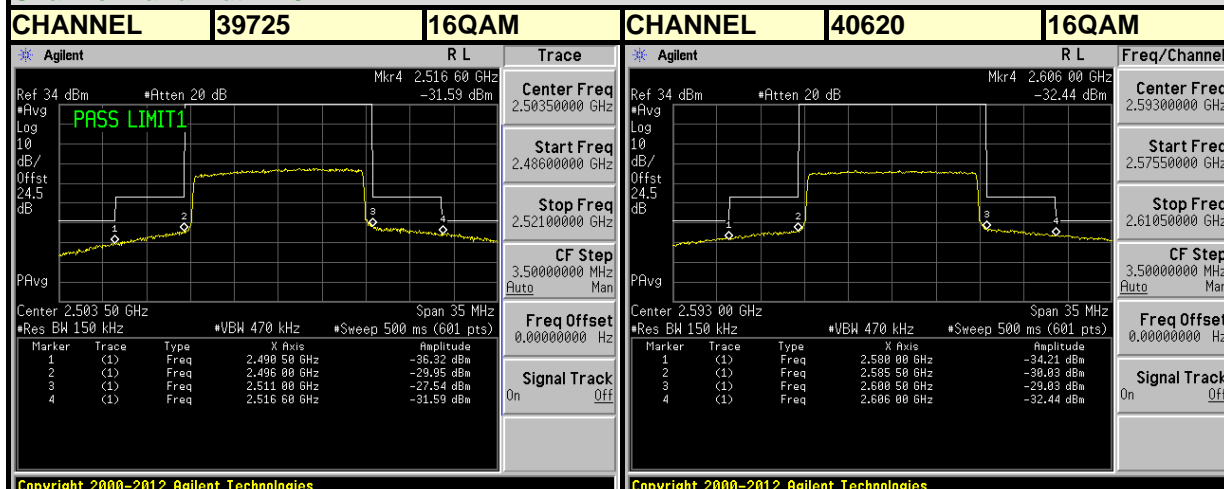 CHANNEL 39725 16QAM
Agilent R L Trace
Mkr4 2.516 60 GHz
Ref 34 dBm #Atten 20 dB -31.59 dBm
#Avg
Log
10
dB/
Offst
24.5
dB
PAvg
PASS LIMIT1
1
2
3
4
Center 2.503 50 GHz Span 35 MHz
#Res BW 150 kHz #VBW 470 kHz #Sweep 500 ms (601 pts)
Marker Trace Type X Axis Amplitude
1 (1) Freq 2.490 50 GHz -36.32 dBm
2 (1) Freq 2.496 00 GHz -29.95 dBm
3 (1) Freq 2.511 00 GHz -27.54 dBm
4 (1) Freq 2.516 60 GHz -31.59 dBm
Center Freq
2.50350000 GHz
Start Freq
2.48600000 GHz
Stop Freq
2.52100000 GHz
CF Step
3.50000000 MHz
Auto Man
Freq Offset
0.00000000 Hz
Signal Track
On Off
Copyright 2000-2012 Agilent Technologies
CHANNEL 40620 16QAM
Agilent R L Freq/Channel
Mkr4 2.606 00 GHz
Ref 34 dBm #Atten 20 dB -32.44 dBm
#Avg
Log
10
dB/
Offst
24.5
dB
PAvg
1
2
3
4
Center 2.593 00 GHz Span 35 MHz
#Res BW 150 kHz #VBW 470 kHz #Sweep 500 ms (601 pts)
Marker Trace Type X Axis Amplitude
1 (1) Freq 2.580 00 GHz -34.21 dBm
2 (1) Freq 2.585 50 GHz -30.03 dBm
3 (1) Freq 2.600 50 GHz -29.03 dBm
4 (1) Freq 2.606 00 GHz -32.44 dBm
Center Freq
2.59300000 GHz
Start Freq
2.57550000 GHz
Stop Freq
2.61050000 GHz
CF Step
3.50000000 MHz
Auto Man
Freq Offset
0.00000000 Hz
Signal Track
On Off
Copyright 2000-2012 Agilent Technologies